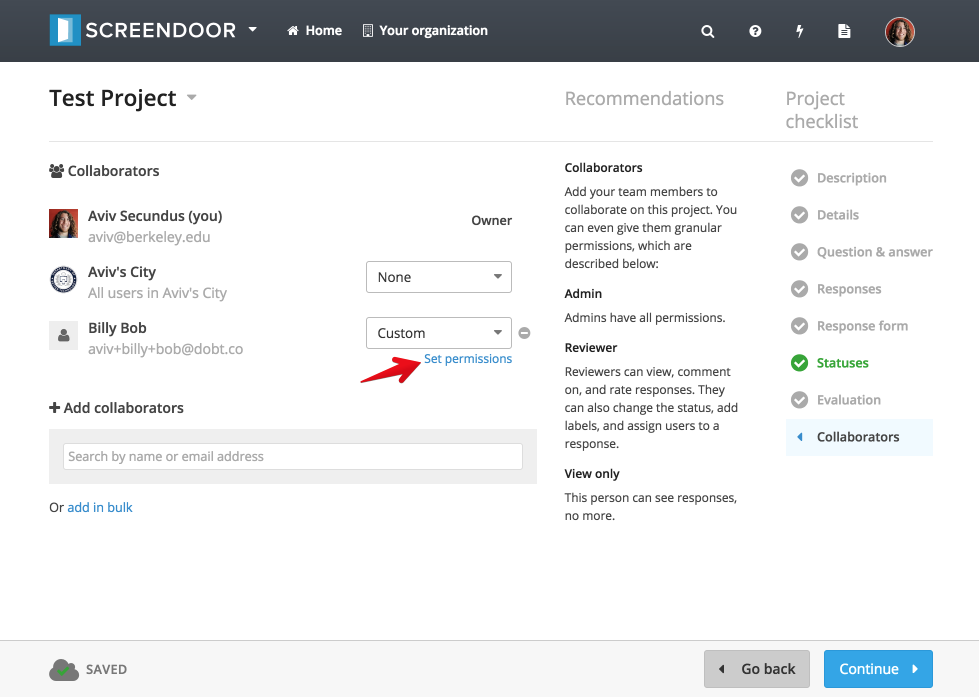 SCREENDOOR
Home
Your organization
Test Project
Recommendations
Project
checklist
Collaborators
Aviv Secundus (you)
aviv@berkeley.edu
Owner
Aviv's City
All users in Aviv's City
None
Billy Bob
aviv+billy+bob@dobt.co
Custom
Set permissions
Add collaborators
Search by name or email address
Or add in bulk
Collaborators
Add your team members to
collaborate on this project. You
can even give them granular
permissions, which are
described below:
Admin
Admins have all permissions.
Reviewer
Reviewers can view, comment
on, and rate responses. They
can also change the status, add
labels, and assign users to a
response.
View only
This person can see responses,
no more.
Description
Details
Question & answer
Responses
Response form
Statuses
Evaluation
Collaborators
SAVED
Go back
Continue